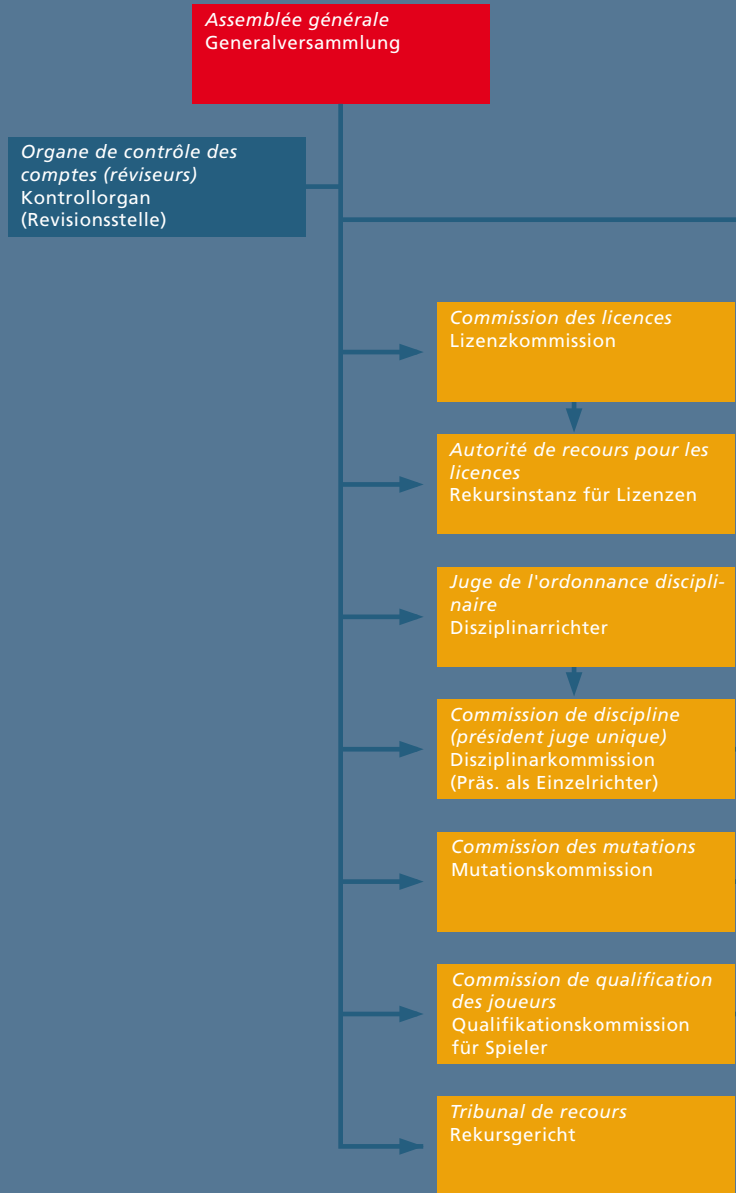 Assemblée générale
Generalversammlung
Organe de contrôle des
comptes (réviseurs)
Kontrollorgan
(Revisionsstelle)
Commission des licences
Lizenzkommission
Autorité de recours pour les
licences
Rekursinstanz für Lizenzen
Juge de l'ordonnance discipli-
naire
Disziplinarrichter
Commission de discipline
(président juge unique)
Disziplinarkommission
(Präs. als Einzelrichter)
Commission des mutations
Mutationskommission
Commission de qualification
des joueurs
Qualifikationskommission
für Spieler
Tribunal de recours
Rekursgericht